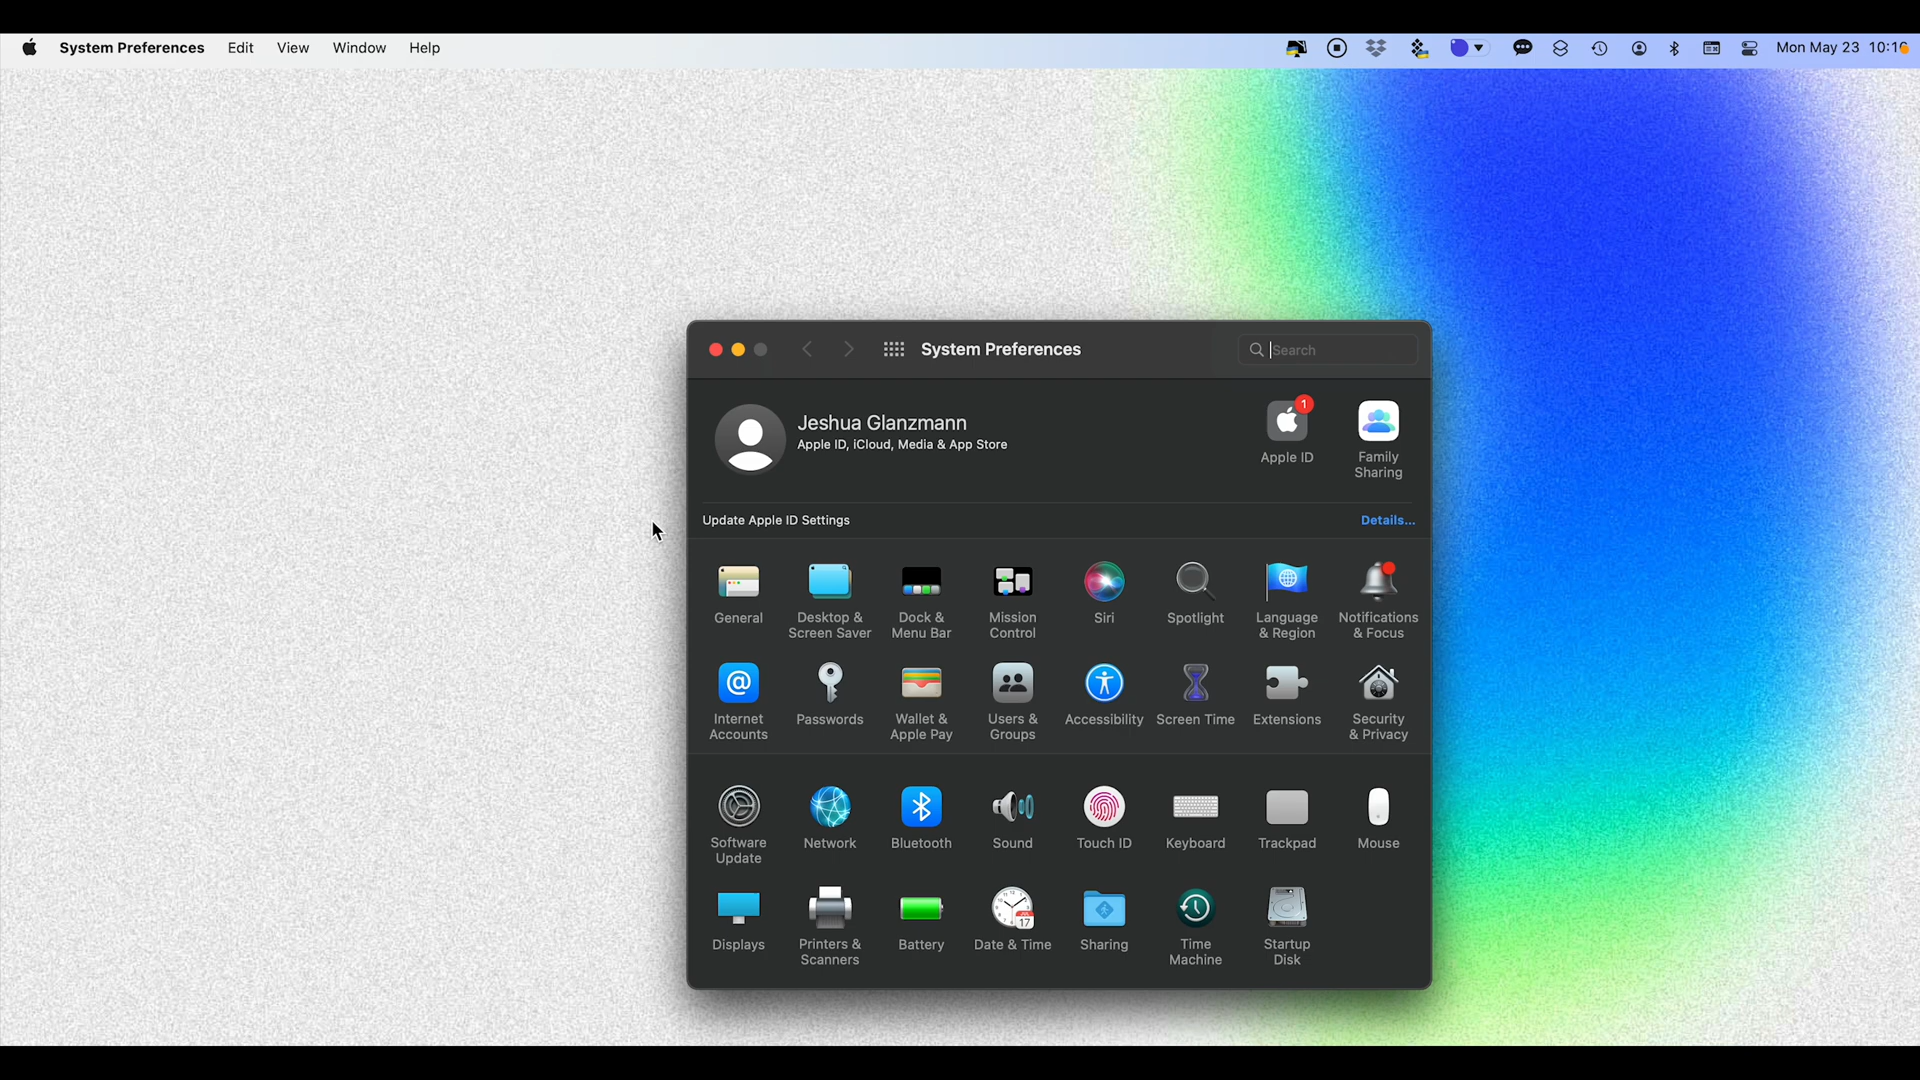 System Preferences Edit View Window Help Mon May 23 10:16
System Preferences
Search
Jeshua Glanzmann
Apple ID, iCloud, Media & App Store
1
Apple ID
Family
Sharing
Update Apple ID Settings
Details...
General
Desktop &
Screen Saver
Dock &
Menu Bar
Mission
Control
Siri
Spotlight
Language
& Region
Notifications
& Focus
@
Internet
Accounts
Passwords
Wallet &
Apple Pay
Users &
Groups
Accessibility
Screen Time
Extensions
Security
& Privacy
Software
Update
Network
Bluetooth
Sound
Touch ID
Keyboard
Trackpad
Mouse
Displays
Printers &
Scanners
Battery
17
Date & Time
Sharing
Time
Machine
Startup
Disk